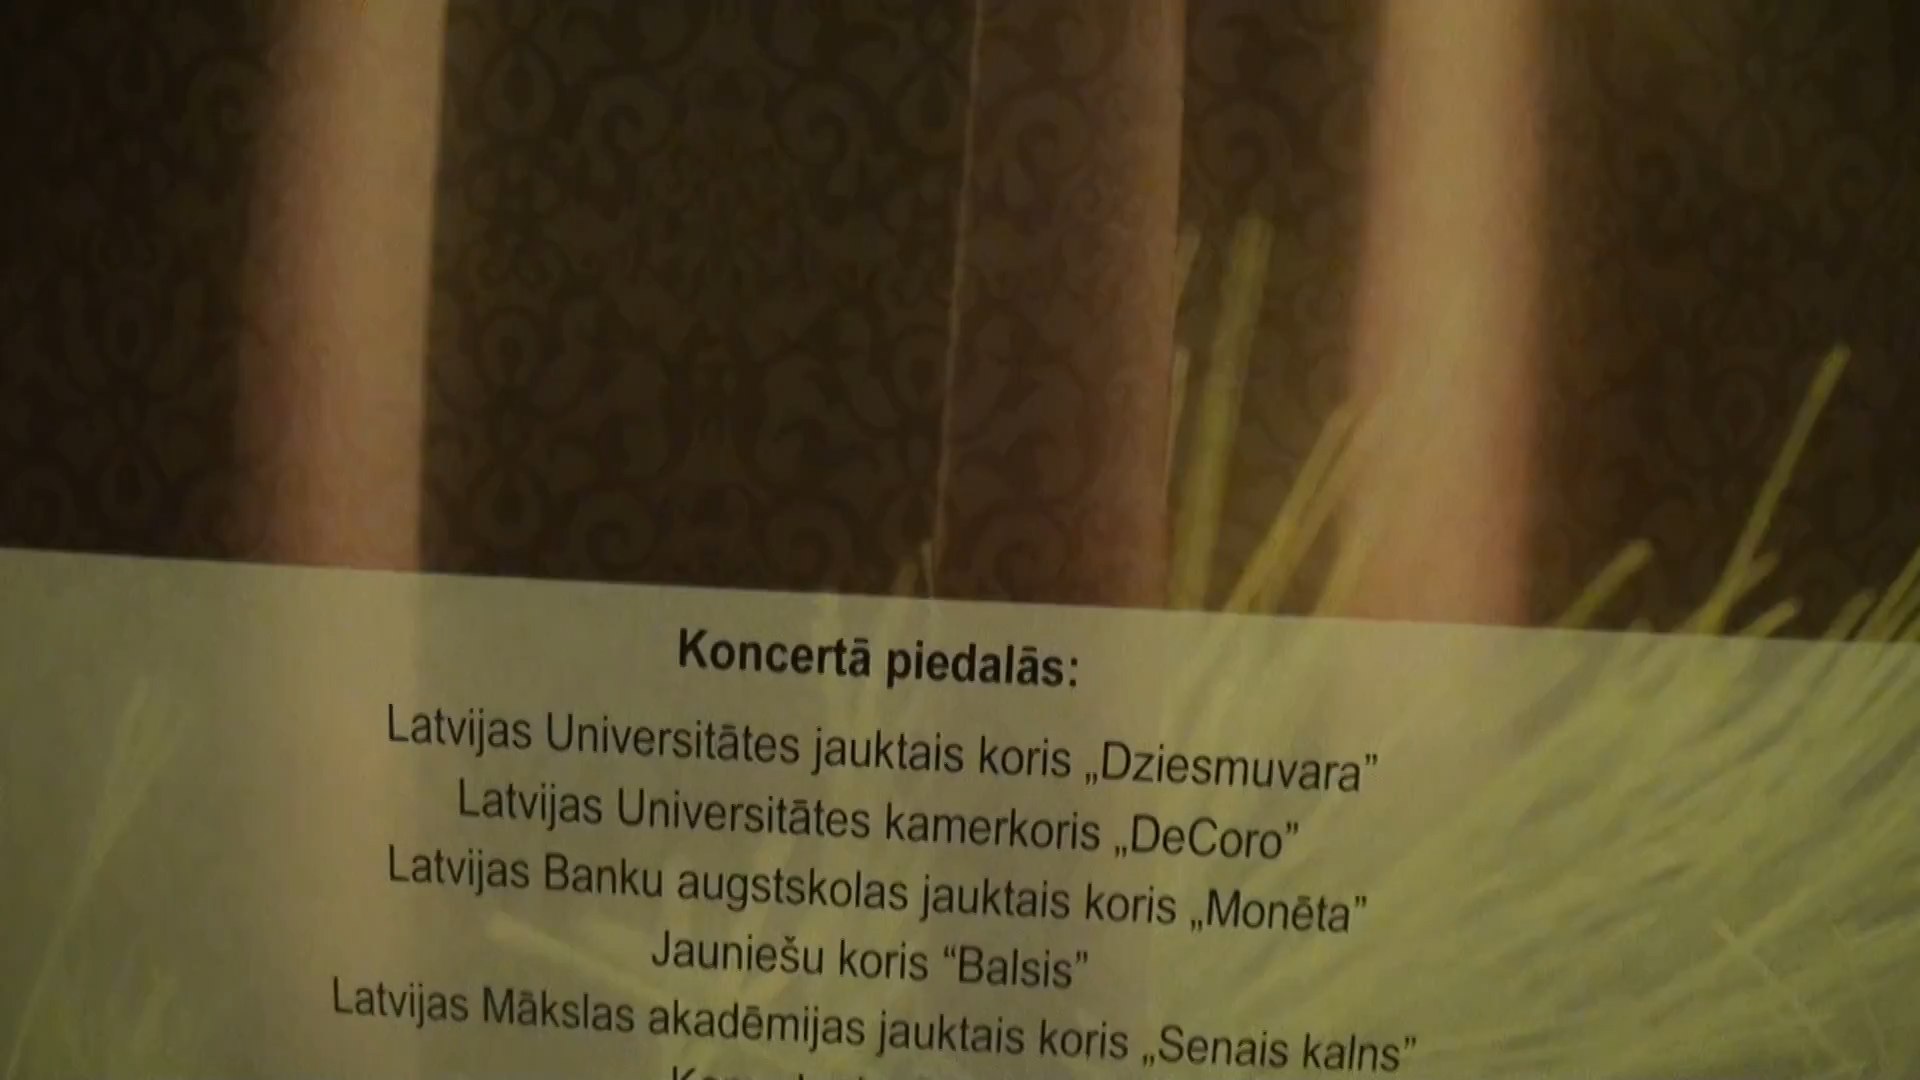 Koncertā piedalās:
Latvijas Universitātes jauktais koris „Dziesmuvara”
Latvijas Universitātes kamerkoris „DeCoro”
Latvijas Banku augstskolas jauktais koris „Monēta”
Jauniešu koris “Balsis”
Latvijas Mākslas akadēmijas jauktais koris „Senais kalns”